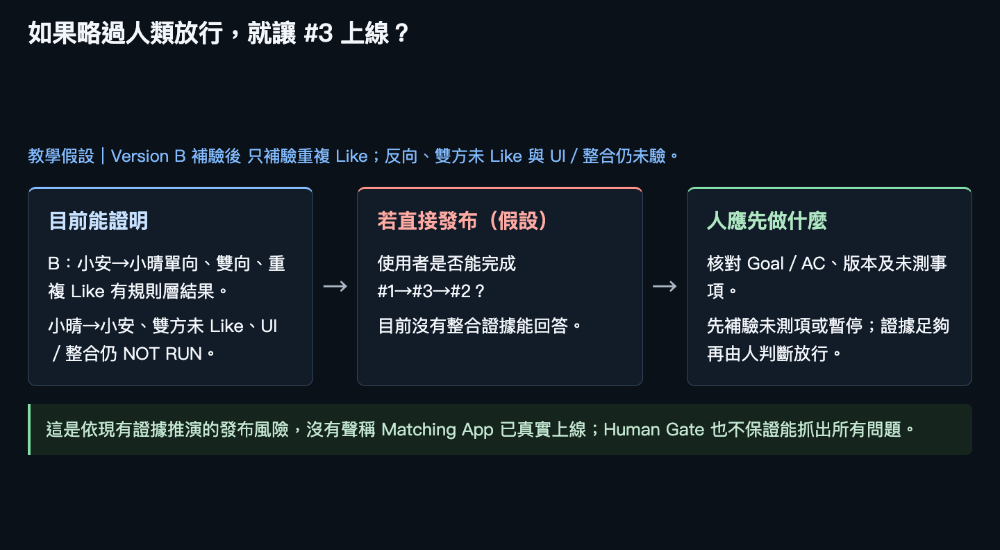 如果略過人類放行，就讓 #3 上線？
教學假設｜Version B 補驗後 只補驗重複 Like；反向、雙方未 Like 與 UI / 整合仍未驗。
目前能證明
B：小安→小晴單向、雙向、重
複 Like 有規則層結果。
小晴→小安、雙方未 Like、UI
/ 整合仍 NOT RUN。
→
若直接發布（假設）
使用者是否能完成
#1→#3→#2？
目前沒有整合證據能回答。
→
人應先做什麼
核對 Goal / AC、版本及未測事
項。
先補驗未測項或暫停；證據足夠
再由人判斷放行。
這是依現有證據推演的發布風險，沒有聲稱 Matching App 已真實上線；Human Gate 也不保證能抓出所有問題。